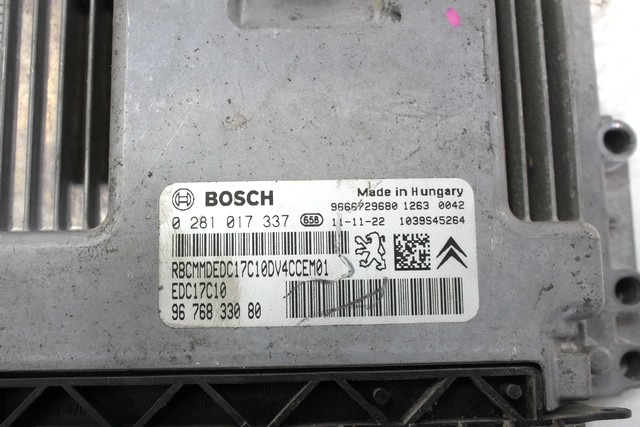 BOSCH
Made in Hungary
9666729680 1263 0042
0 281 017 337 658 11-11-22 1039S45264
RBCMMDEDC17C10DV4CCEM01
EDC17C10
96 768 330 80